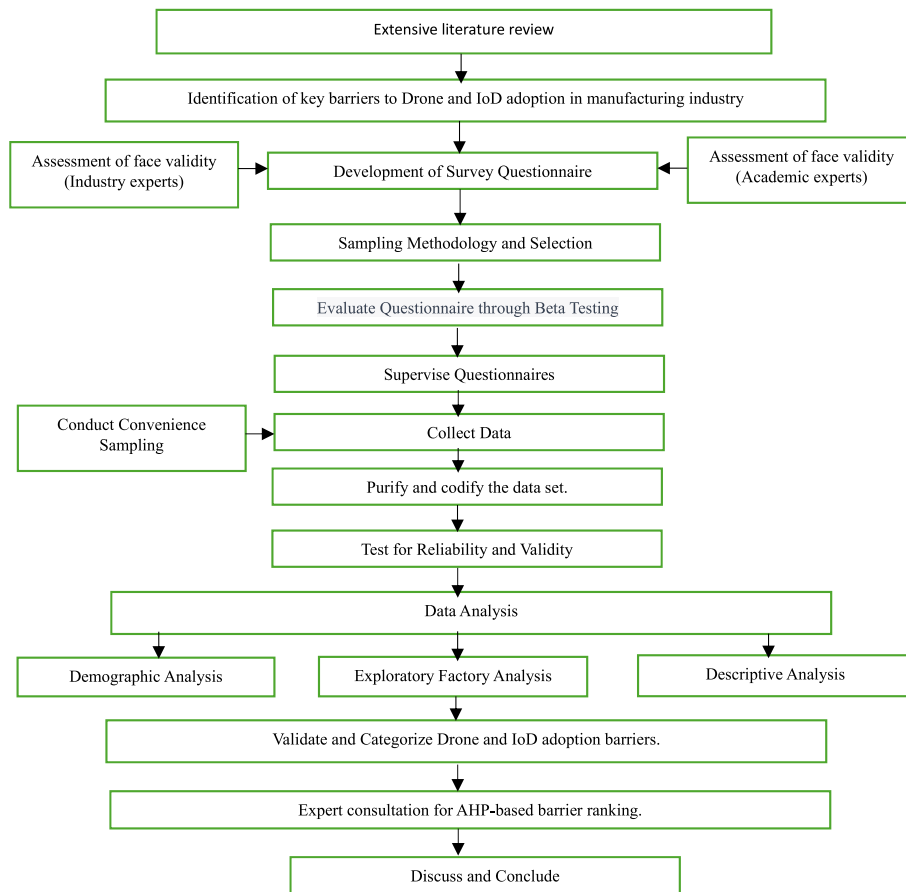 Extensive literature review
Identification of key barriers to Drone and IoD adoption in manufacturing industry
Assessment of face validity
(Industry experts)
Development of Survey Questionnaire
Assessment of face validity
(Academic experts)
Sampling Methodology and Selection
Evaluate Questionnaire through Beta Testing
Supervise Questionnaires
Conduct Convenience
Sampling
Collect Data
Purify and codify the data set.
Test for Reliability and Validity
Data Analysis
Demographic Analysis
Exploratory Factory Analysis
Descriptive Analysis
Validate and Categorize Drone and IoD adoption barriers.
Expert consultation for AHP-based barrier ranking.
Discuss and Conclude